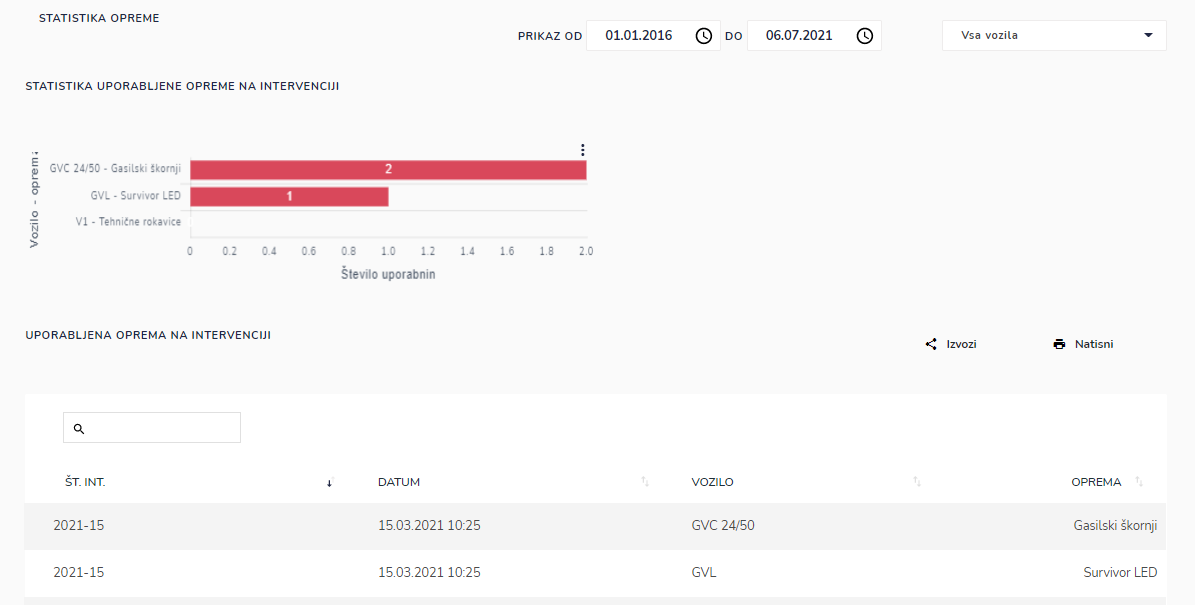 STATISTIKA OPREME
PRIKAZ OD 01.01.2016 DO 06.07.2021 Vsa vozila
STATISTIKA UPORABLJENE OPREME NA INTERVENCIJI
Vozilo - oprema
GVC 24/50 - Gasilski škornji 2
GVL - Survivor LED 1
V1 - Tehnične rokavice
0 0.2 0.4 0.6 0.8 1.0 1.2 1.4 1.6 1.8 2.0
Število uporabnin
UPORABLJENA OPREMA NA INTERVENCIJI
Izvozi Natisni
ŠT. INT. DATUM VOZILO OPREMA
2021-15 15.03.2021 10:25 GVC 24/50 Gasilski škornji
2021-15 15.03.2021 10:25 GVL Survivor LED